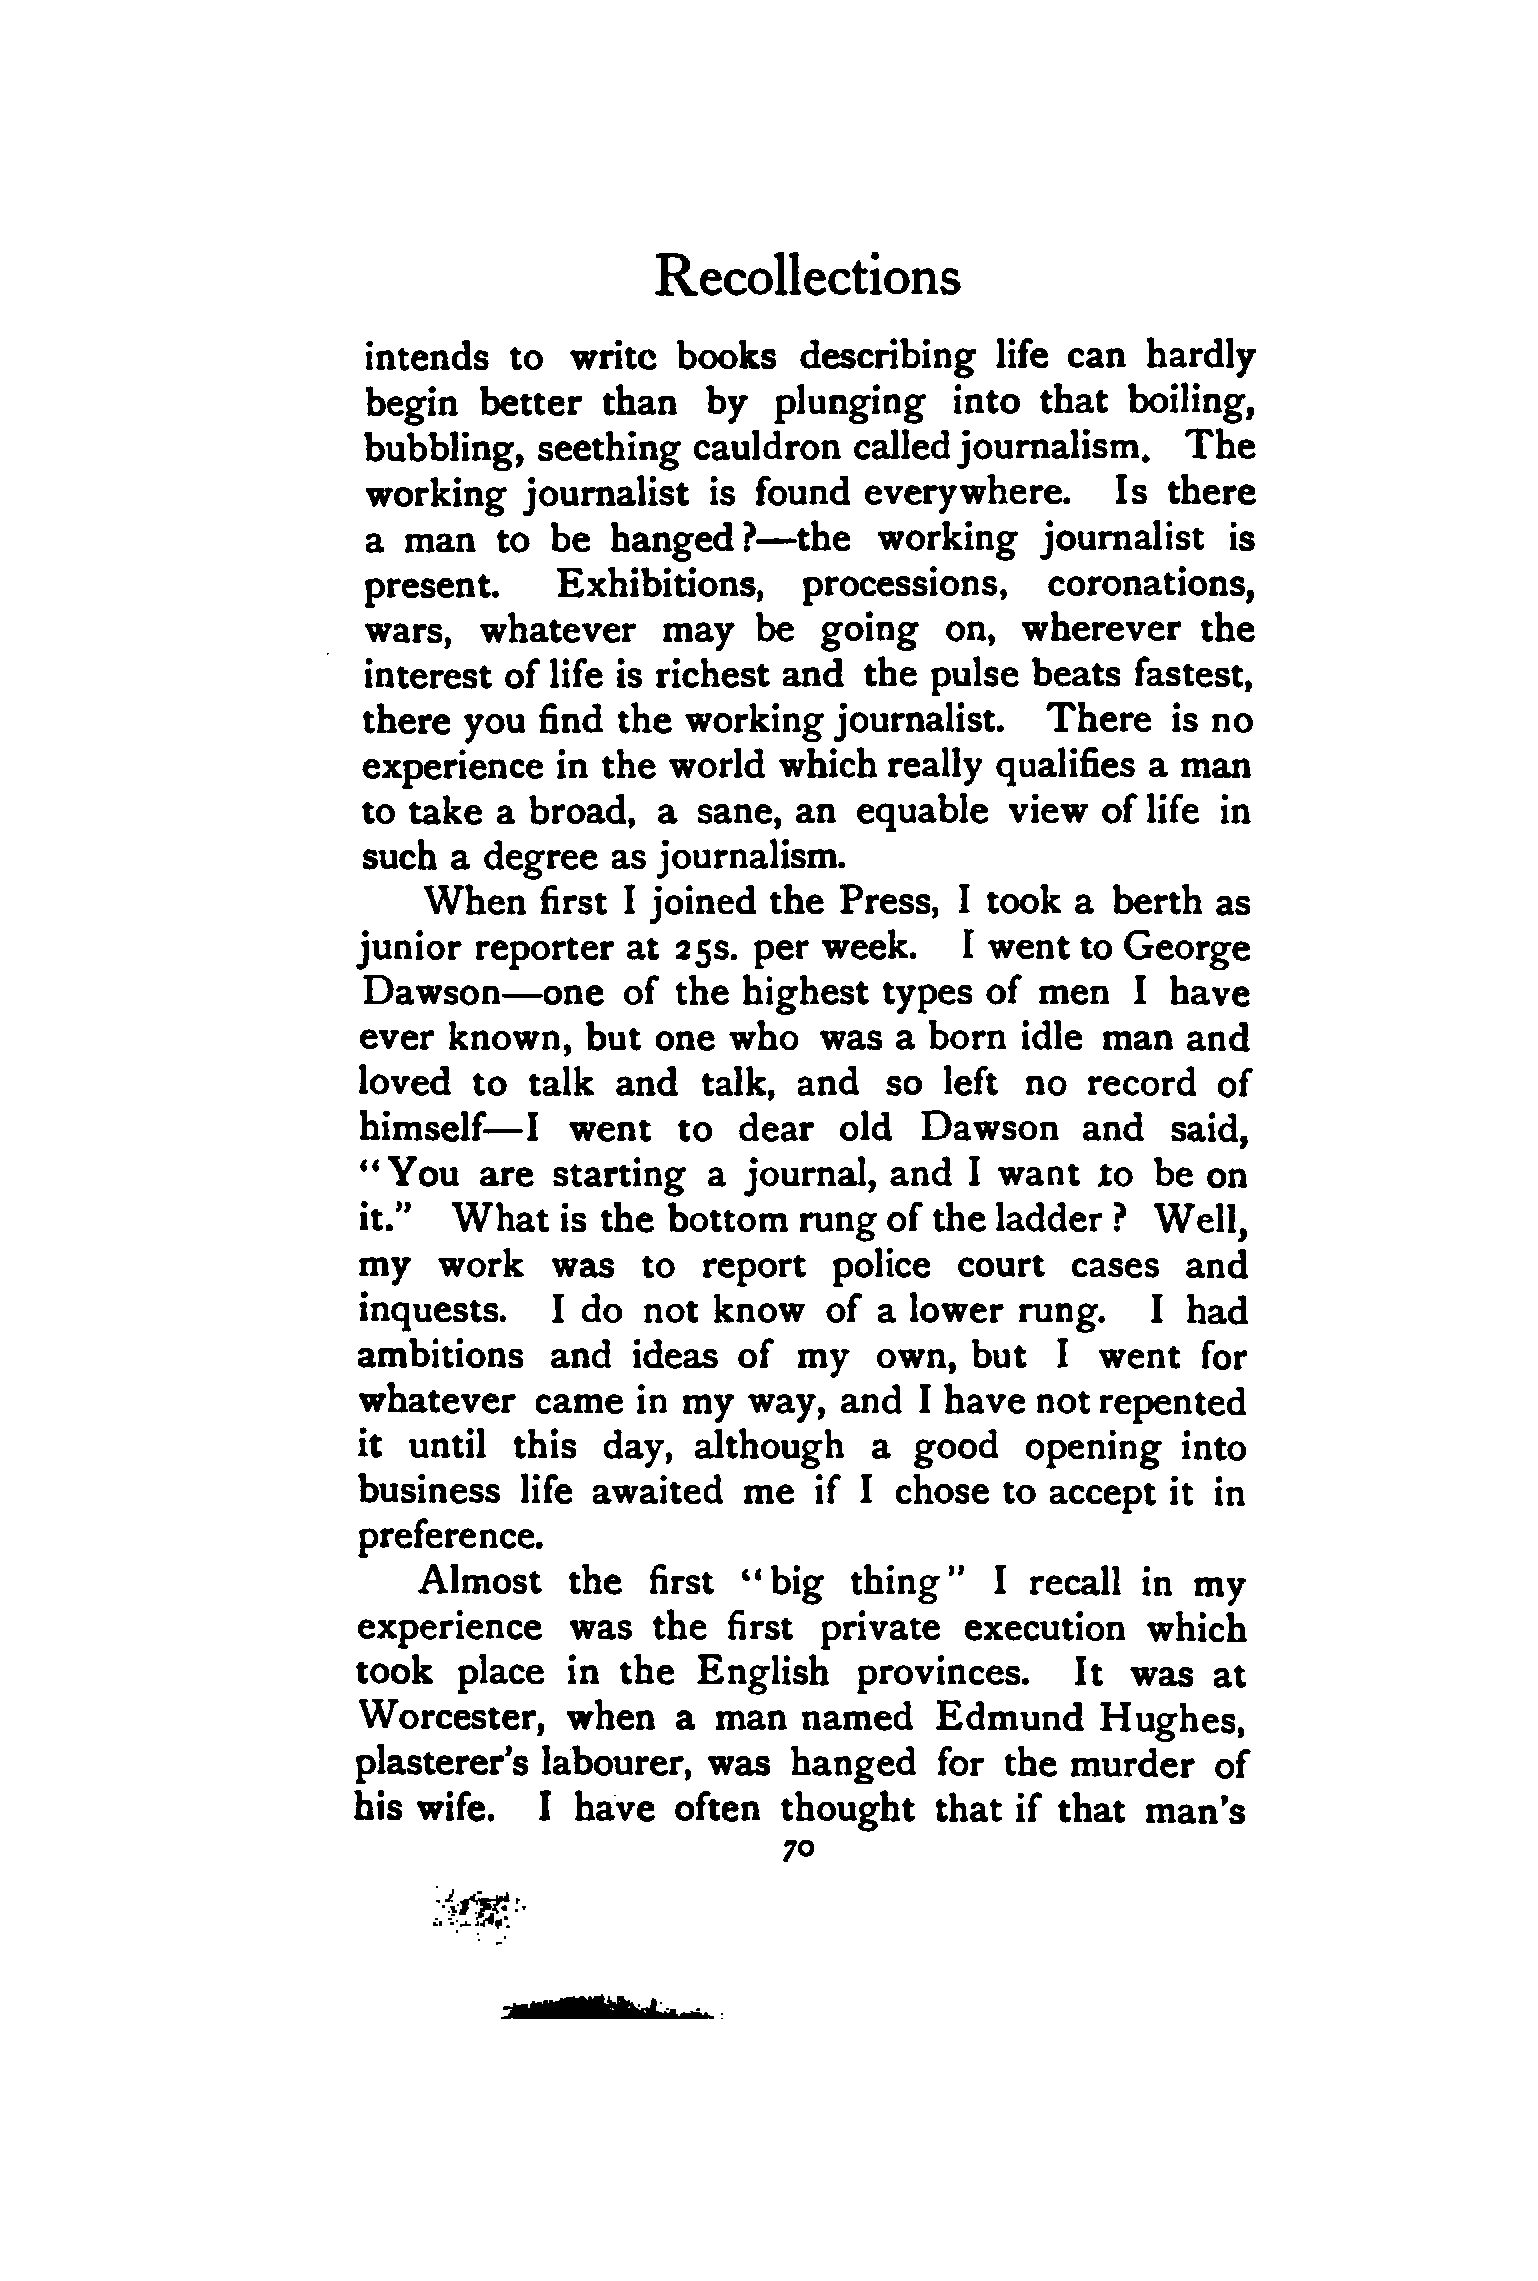 Recollections
intends to write books describing life can hardly
begin better than by plunging into that boiling,
bubbling, seething cauldron called journalism. The
working journalist is found everywhere. Is there
a man to be hanged?—the working journalist is
present. Exhibitions, processions, coronations,
wars, whatever may be going on, wherever the
interest of life is richest and the pulse beats fastest,
there you find the working journalist. There is no
experience in the world which really qualifies a man
to take a broad, a sane, an equable view of life in
such a degree as journalism.
When first I joined the Press, I took a berth as
junior reporter at 25s. per week. I went to George
Dawson—one of the highest types of men I have
ever known, but one who was a born idle man and
loved to talk and talk, and so left no record of
himself—I went to dear old Dawson and said,
“You are starting a journal, and I want to be on
it.” What is the bottom rung of the ladder? Well,
my work was to report police court cases and
inquests. I do not know of a lower rung. I had
ambitions and ideas of my own, but I went for
whatever came in my way, and I have not repented
it until this day, although a good opening into
business life awaited me if I chose to accept it in
preference.
Almost the first “big thing” I recall in my
experience was the first private execution which
took place in the English provinces. It was at
Worcester, when a man named Edmund Hughes,
plasterer’s labourer, was hanged for the murder of
his wife. I have often thought that if that man’s
70